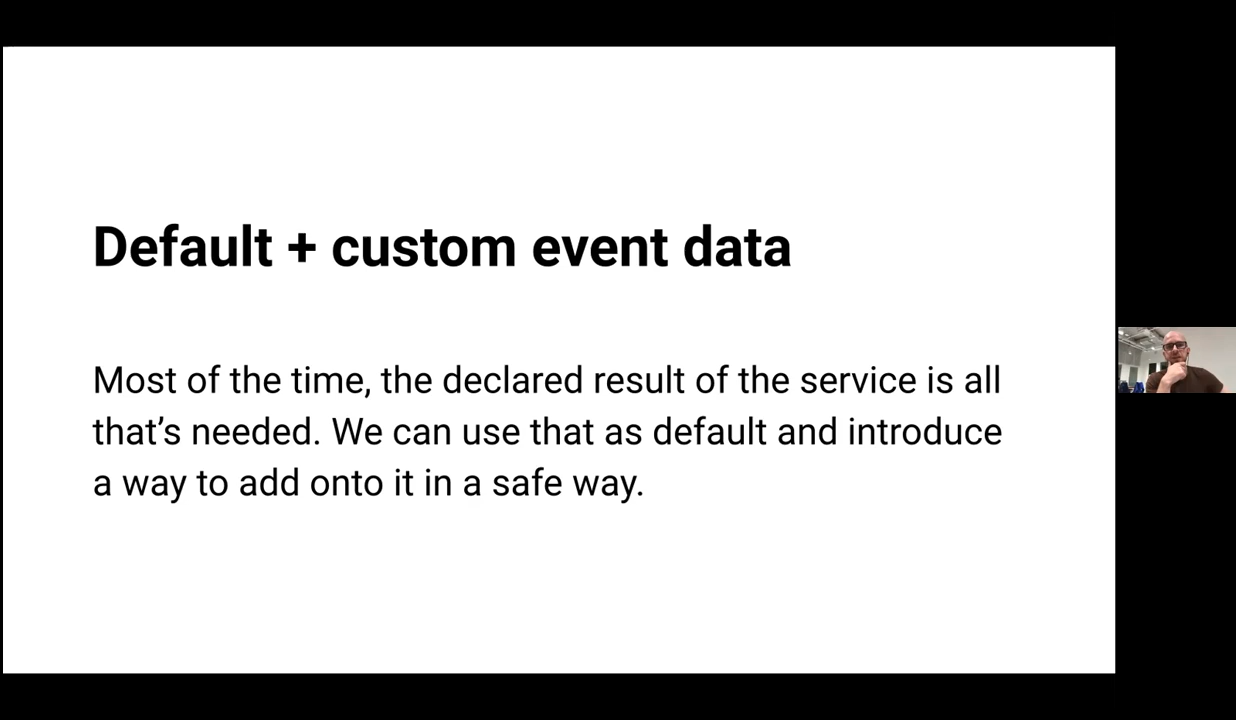 Default + custom event data
Most of the time, the declared result of the service is all
that’s needed. We can use that as default and introduce
a way to add onto it in a safe way.